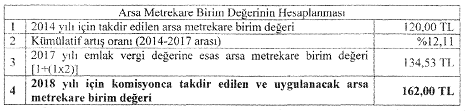 Arsa Metrekare Birim Değerinin Hesaplanması
1 2014 yılı için takdir edilen arsa metrekare birim değeri 120,00 TL
2 Kümülatif artış oranı (2014-2017 arası) %12,11
3 2017 yılı emlak vergi değerine esas arsa metrekare birim değeri [1+(1x2)] 134,53 TL
4 2018 yılı için komisyonca takdir edilen ve uygulanacak arsa metrekare birim değeri 162,00 TL